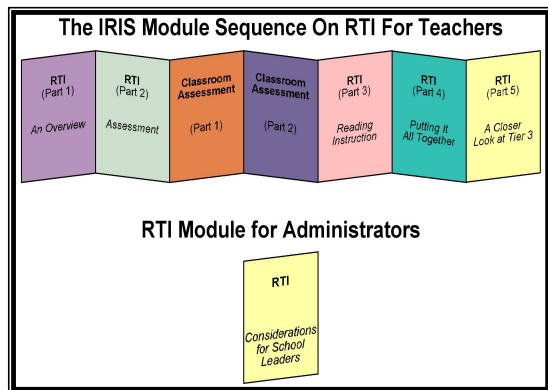 The IRIS Module Sequence On RTI For Teachers
RTI
(Part 1)
An Overview
RTI
(Part 2)
Assessment
Classroom
Assessment
(Part 1)
Classroom
Assessment
(Part 2)
RTI
(Part 3)
Reading
Instruction
RTI
(Part 4)
Putting It
All Together
RTI
(Part 5)
A Closer
Look at Tier 3
RTI Module for Administrators
RTI
Considerations
for School
Leaders